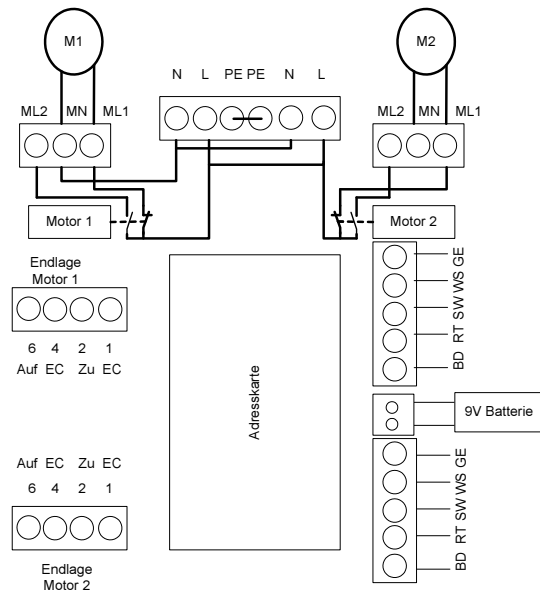 M1
M2
N L PE PE N L
ML2 MN ML1
ML2 MN ML1
Motor 1
Motor 2
Endlage
Motor 1
6 4 2 1
Auf EC Zu EC
Adresskarte
GE
WS
SW
RT
BD
9V Batterie
Auf EC Zu EC
6 4 2 1
Endlage
Motor 2
GE
WS
SW
RT
BD